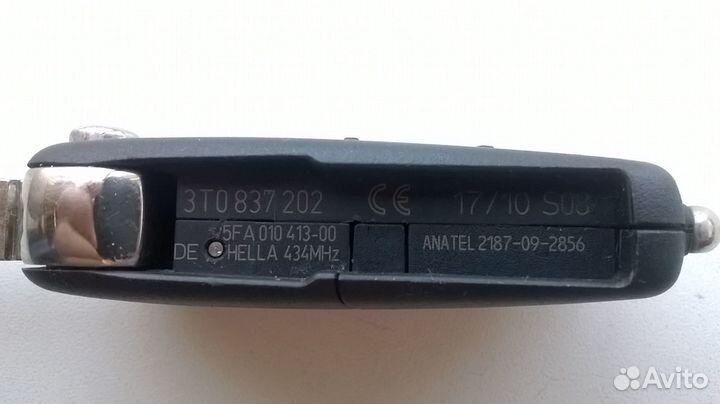 3T0 837 202 CE 17/10 S08
5FA 010 413-00
DE HELLA 434MHz
ANATEL 2187-09-2856
Avito